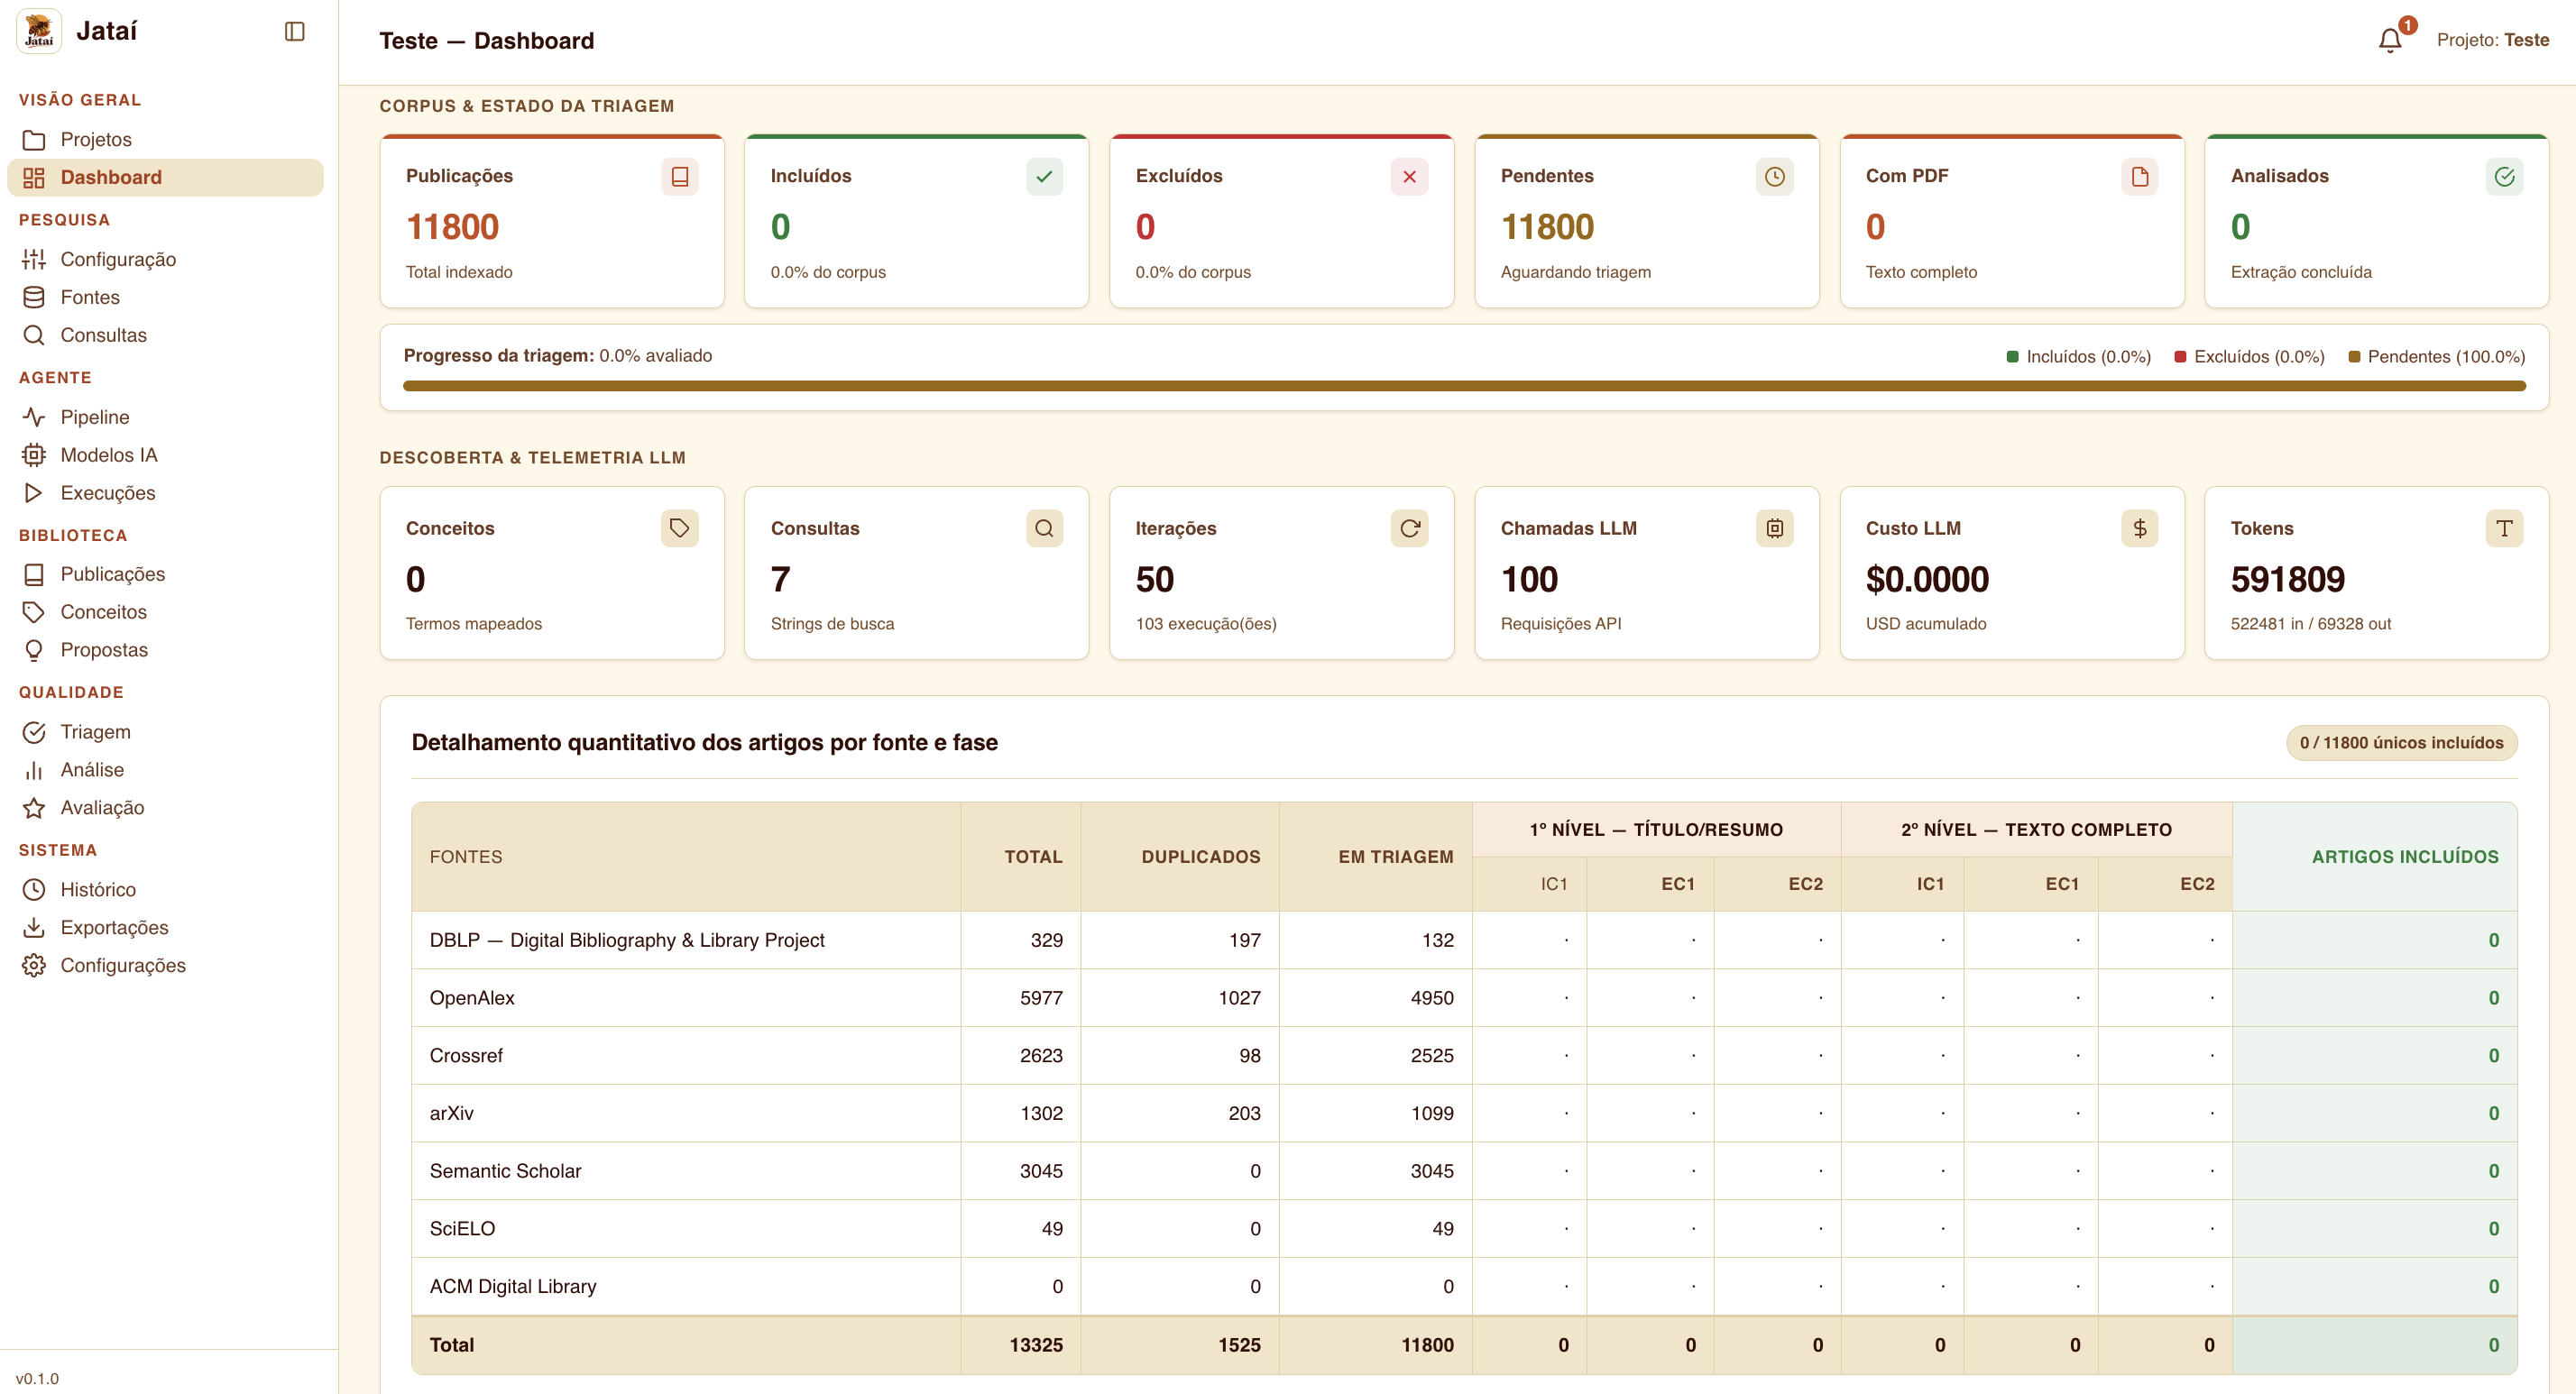 Jataí
Jataí
VISÃO GERAL
Projetos
Dashboard
PESQUISA
Configuração
Fontes
Consultas
AGENTE
Pipeline
Modelos IA
Execuções
BIBLIOTECA
Publicações
Conceitos
Propostas
QUALIDADE
Triagem
Análise
Avaliação
SISTEMA
Histórico
Exportações
Configurações
v0.1.0
Teste — Dashboard
1
Projeto: Teste
CORPUS & ESTADO DA TRIAGEM
Publicações
11800
Total indexado
Incluídos
0
0.0% do corpus
Excluídos
0
0.0% do corpus
Pendentes
11800
Aguardando triagem
Com PDF
0
Texto completo
Analisados
0
Extração concluída
Progresso da triagem: 0.0% avaliado
Incluídos (0.0%) Excluídos (0.0%) Pendentes (100.0%)
DESCOBERTA & TELEMETRIA LLM
Conceitos
0
Termos mapeados
Consultas
7
Strings de busca
Iterações
50
103 execução(ões)
Chamadas LLM
100
Requisições API
Custo LLM
$0.0000
USD acumulado
Tokens
591809
522481 in / 69328 out
Detalhamento quantitativo dos artigos por fonte e fase
0 / 11800 únicos incluídos
FONTES TOTAL DUPLICADOS EM TRIAGEM 1º NÍVEL — TÍTULO/RESUMO 2º NÍVEL — TEXTO COMPLETO ARTIGOS INCLUÍDOS
IC1 EC1 EC2 IC1 EC1 EC2
DBLP — Digital Bibliography & Library Project 329 197 132 · · · · · · 0
OpenAlex 5977 1027 4950 · · · · · · 0
Crossref 2623 98 2525 · · · · · · 0
arXiv 1302 203 1099 · · · · · · 0
Semantic Scholar 3045 0 3045 · · · · · · 0
SciELO 49 0 49 · · · · · · 0
ACM Digital Library 0 0 0 · · · · · · 0
Total 13325 1525 11800 0 0 0 0 0 0 0